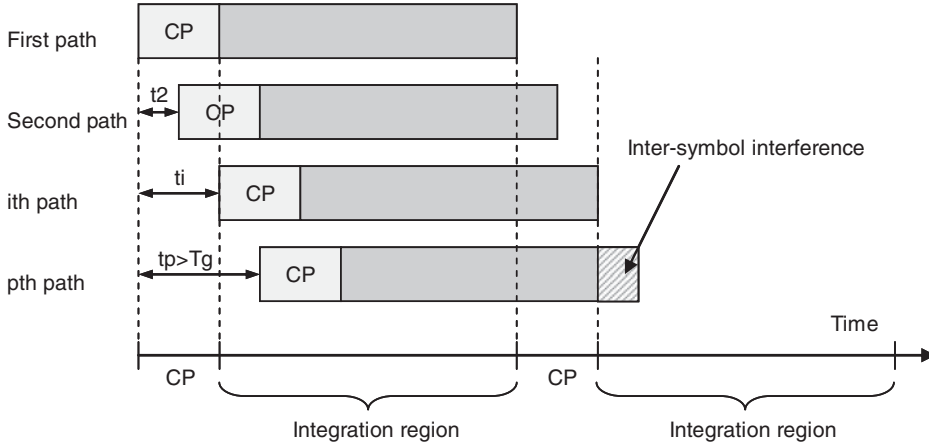 First path
CP
t2
Second path
CP
Inter-symbol interference
ti
ith path
CP
tp>Tg
pth path
CP
Time
CP
CP
Integration region
Integration region